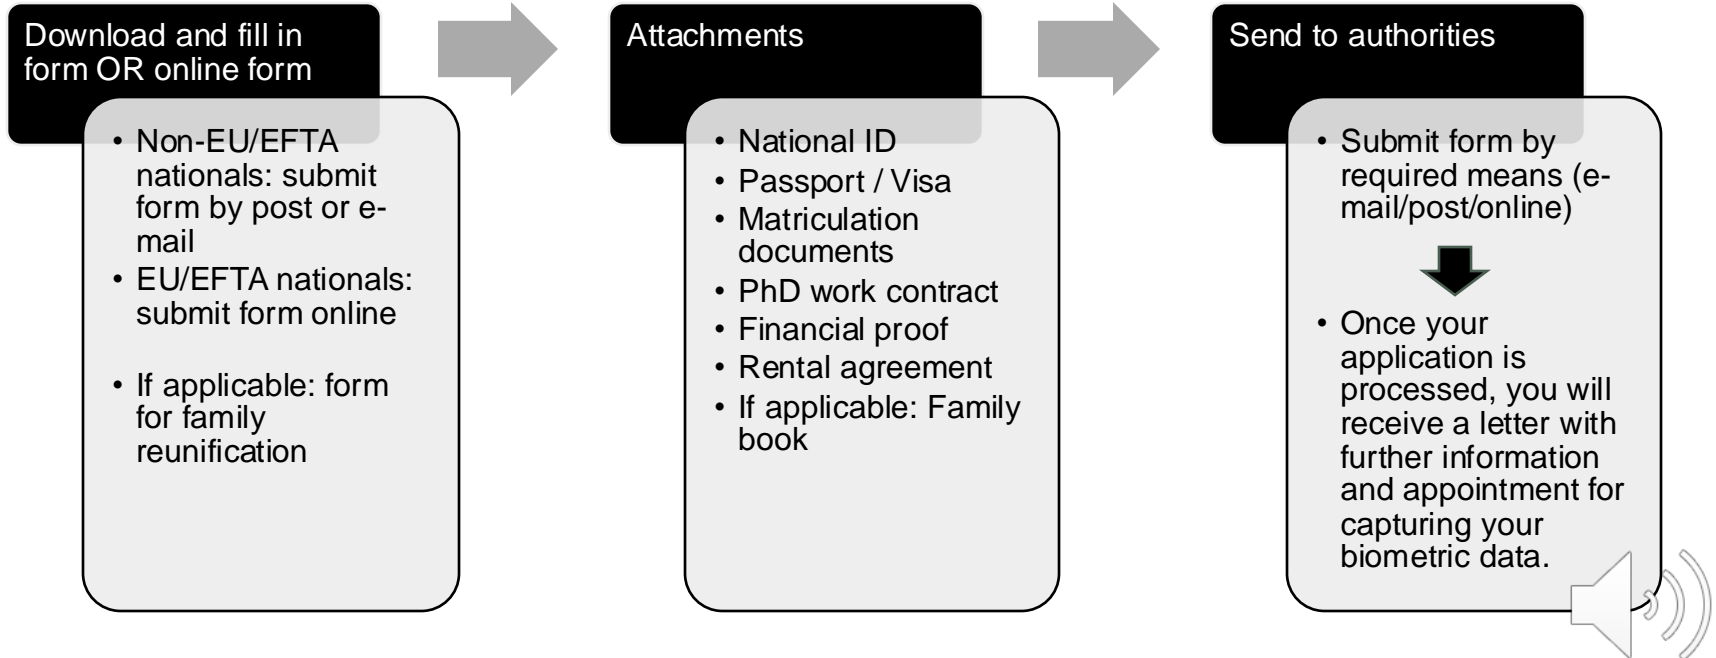 Download and fill in
form OR online form
• Non-EU/EFTA
nationals: submit
form by post or e-
mail
• EU/EFTA nationals:
submit form online
• If applicable: form
for family
reunification
Attachments
• National ID
• Passport / Visa
• Matriculation
documents
• PhD work contract
• Financial proof
• Rental agreement
• If applicable: Family
book
Send to authorities
• Submit form by
required means (e-
mail/post/online)
• Once your
application is
processed, you will
receive a letter with
further information
and appointment for
capturing your
biometric data.